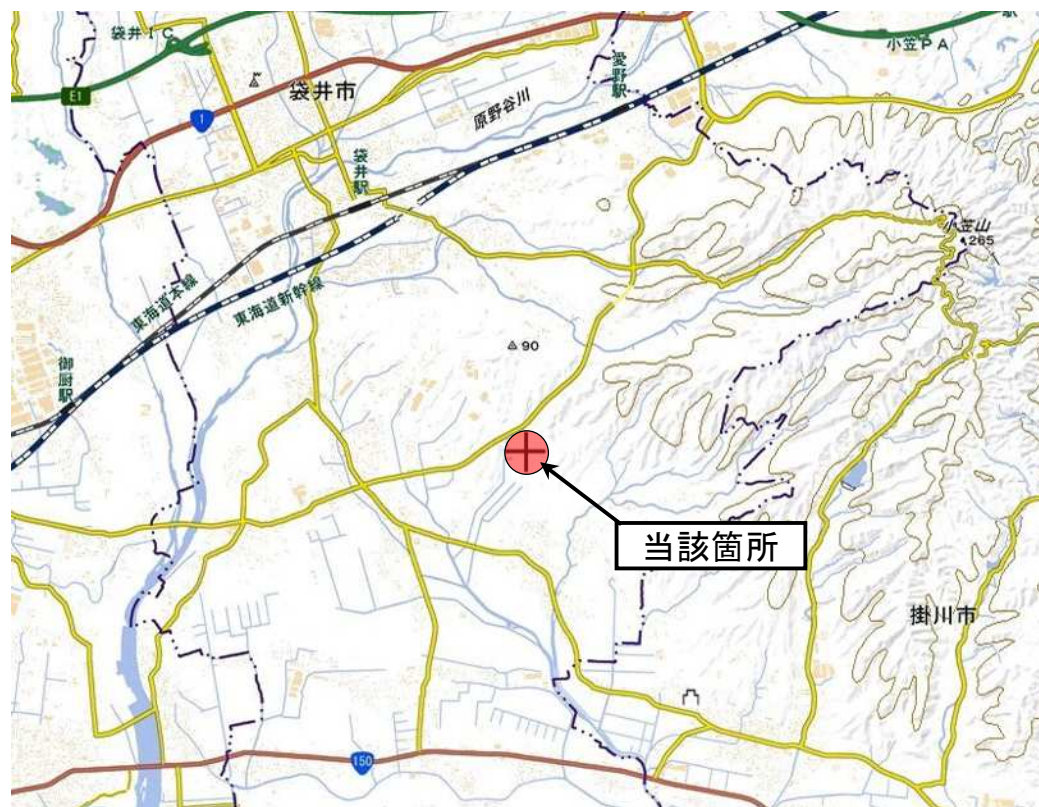 袋井IC
E1
袋井市
1
原野谷川
愛野駅
駅
小笠PA
袋井駅
小笠山
265
東海道本線
東海道新幹線
御厨駅
90
当該箇所
掛川市
150